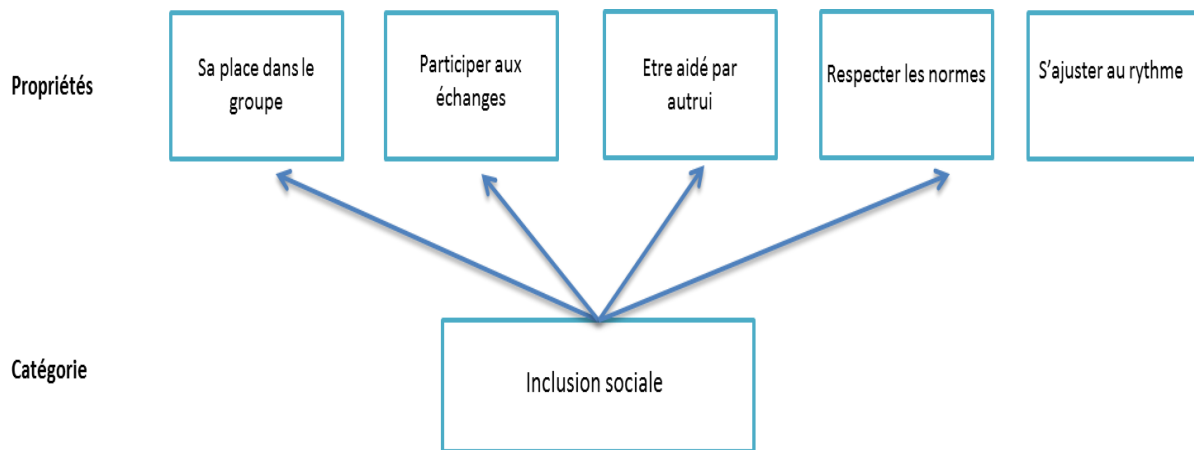 Propriétés
Sa place dans le
groupe
Participer aux
échanges
Etre aidé par
autrui
Respecter les normes
S'ajuster au rythme
Catégorie
Inclusion sociale